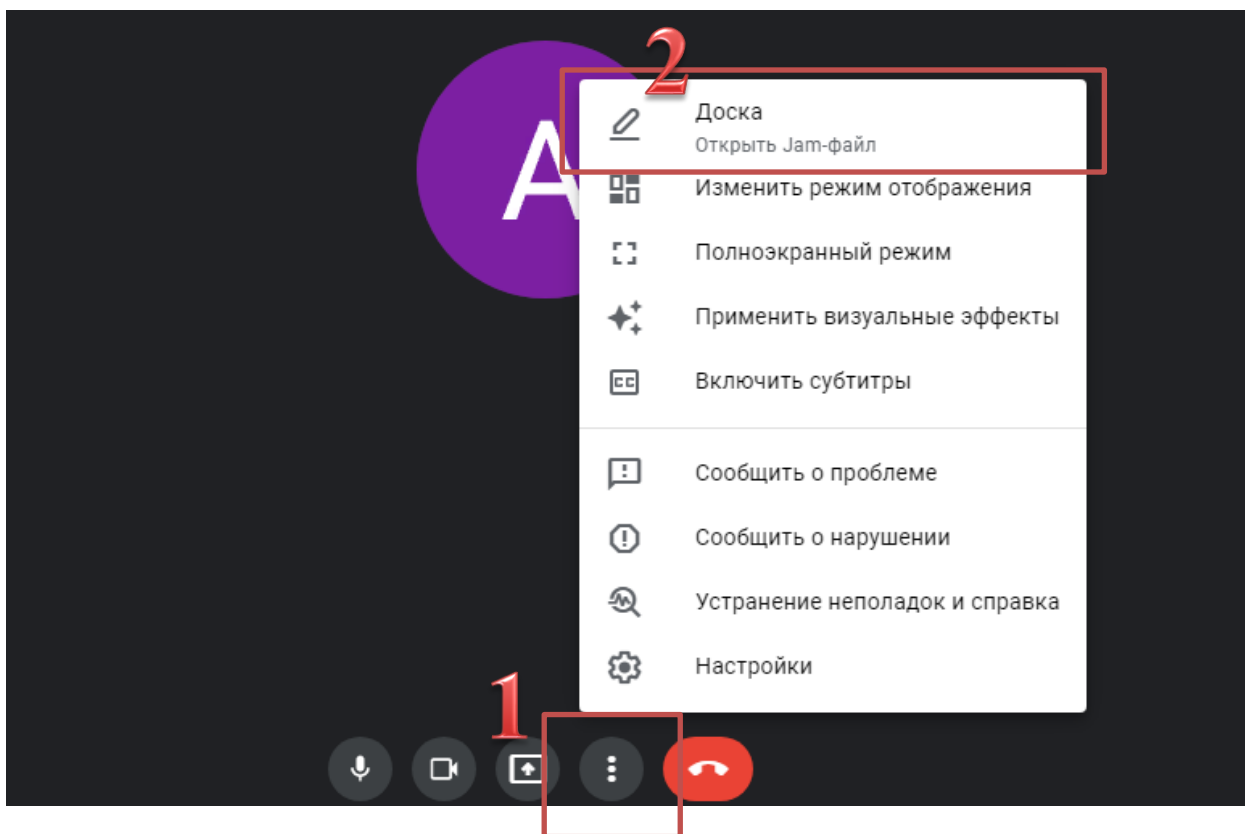 2
A
Доска
Открыть Jam-файл
Изменить режим отображения
Полноэкранный режим
Применить визуальные эффекты
CC
Включить субтитры
Сообщить о проблеме
Сообщить о нарушении
Устранение неполадок и справка
Настройки
1